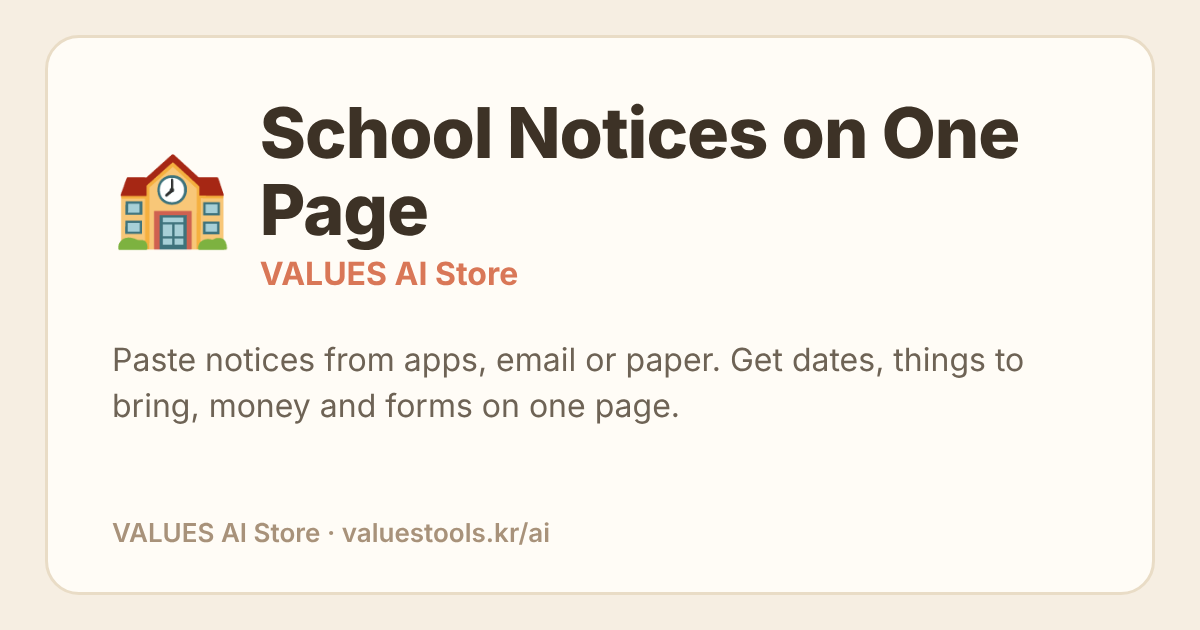 School Notices on One
Page
VALUES AI Store
Paste notices from apps, email or paper. Get dates, things to
bring, money and forms on one page.
VALUES AI Store · valuestools.kr/ai